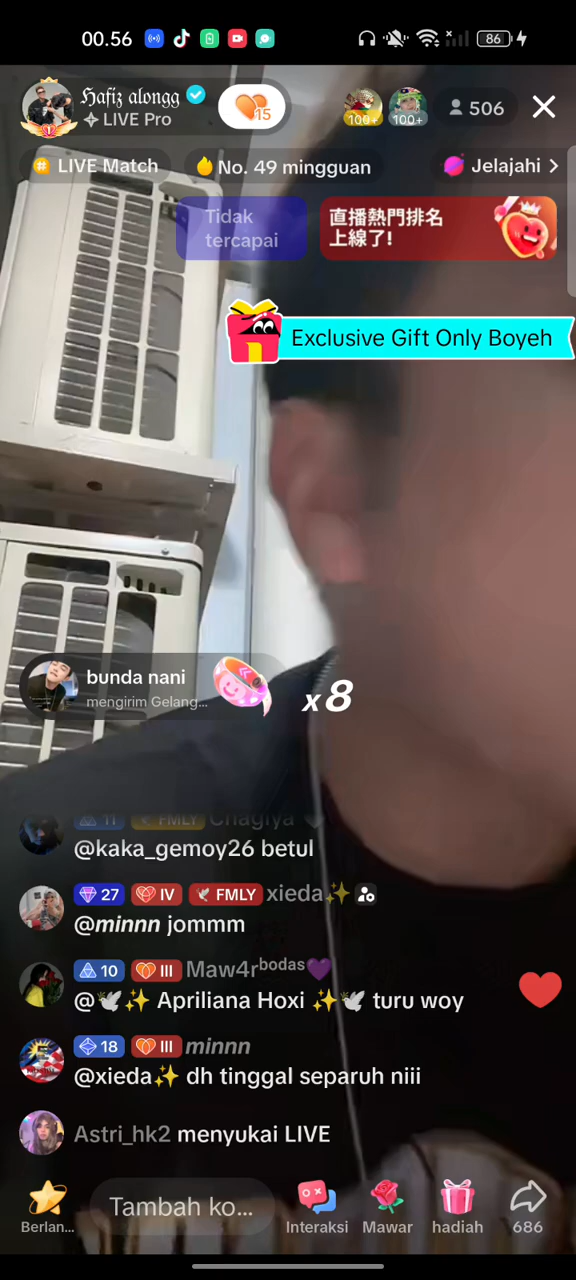 00.56
86
ℌafiz alongg
LIVE Pro
15
100+
100+
506
LIVE Match
No. 49 mingguan
Jelajahi
Tidak
tercapai
直播熱門排名
上線了!
Exclusive Gift Only Boyeh
bunda nani
mengirim Gelang...
x8
11 FMLY Chagiya
@kaka_gemoy26 betul
27 IV FMLY xieda✨
@minnn jommm
10 III Maw4rᵇᵒᵈᵃˢ💜
@🕊️✨ Apriliana Hoxi ✨🕊️ turu woy
18 III minnn
@xieda✨ dh tinggal separuh niii
Astri_hk2 menyukai LIVE
Berlan...
Tambah ko...
Interaksi
Mawar
hadiah
686